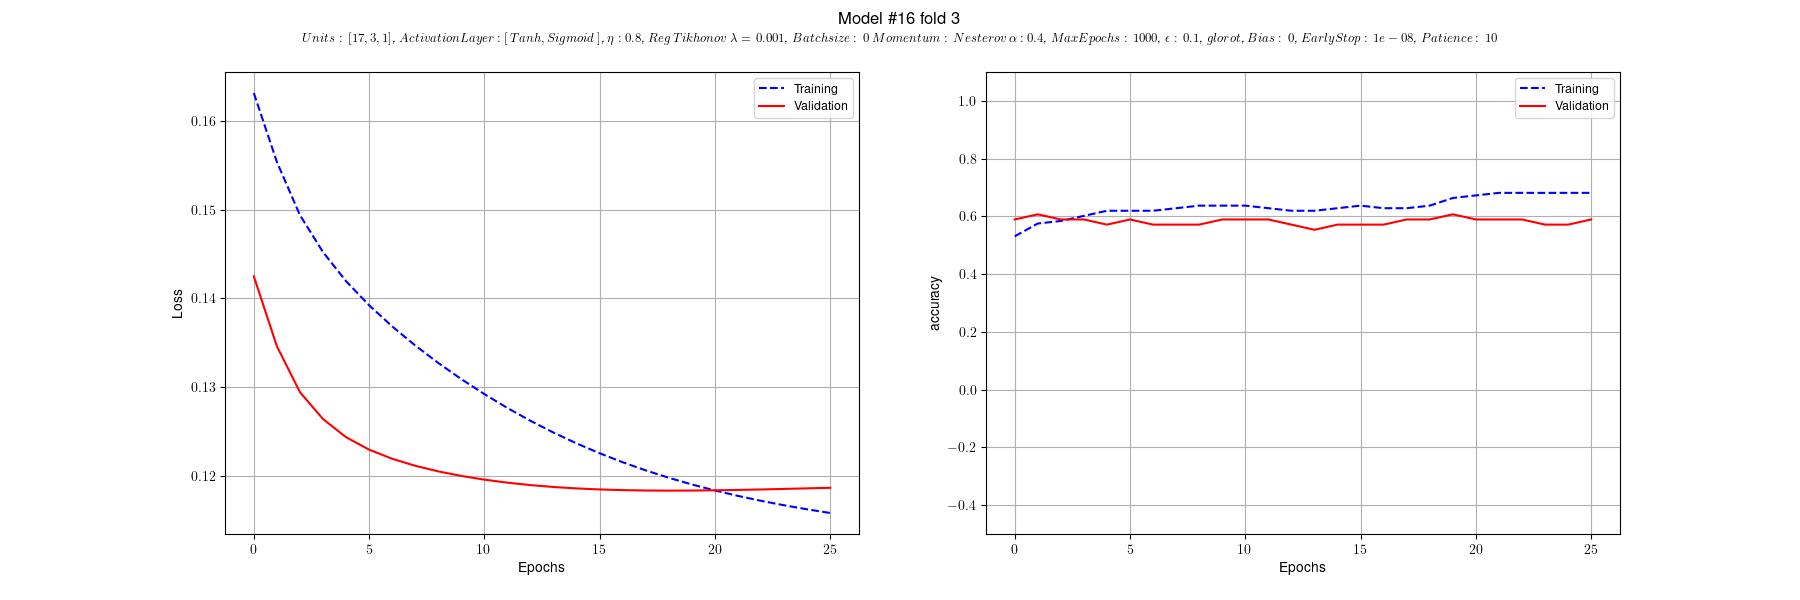 Model #16 fold 3
Units : [17, 3, 1], ActivationLayer : [ Tanh, Sigmoid ], η : 0.8, Reg Tikhonov λ = 0.001, Batchsize : 0 Momentum : Nesterov α : 0.4, MaxEpochs : 1000, ϵ : 0.1, glorot, Bias : 0, EarlyStop : 1e − 08, Patience : 10
Training
Validation
0.16
0.15
0.14
0.13
0.12
Loss
0 5 10 15 20 25
Epochs
Training
Validation
1.0
0.8
0.6
0.4
0.2
0.0
−0.2
−0.4
accuracy
0 5 10 15 20 25
Epochs